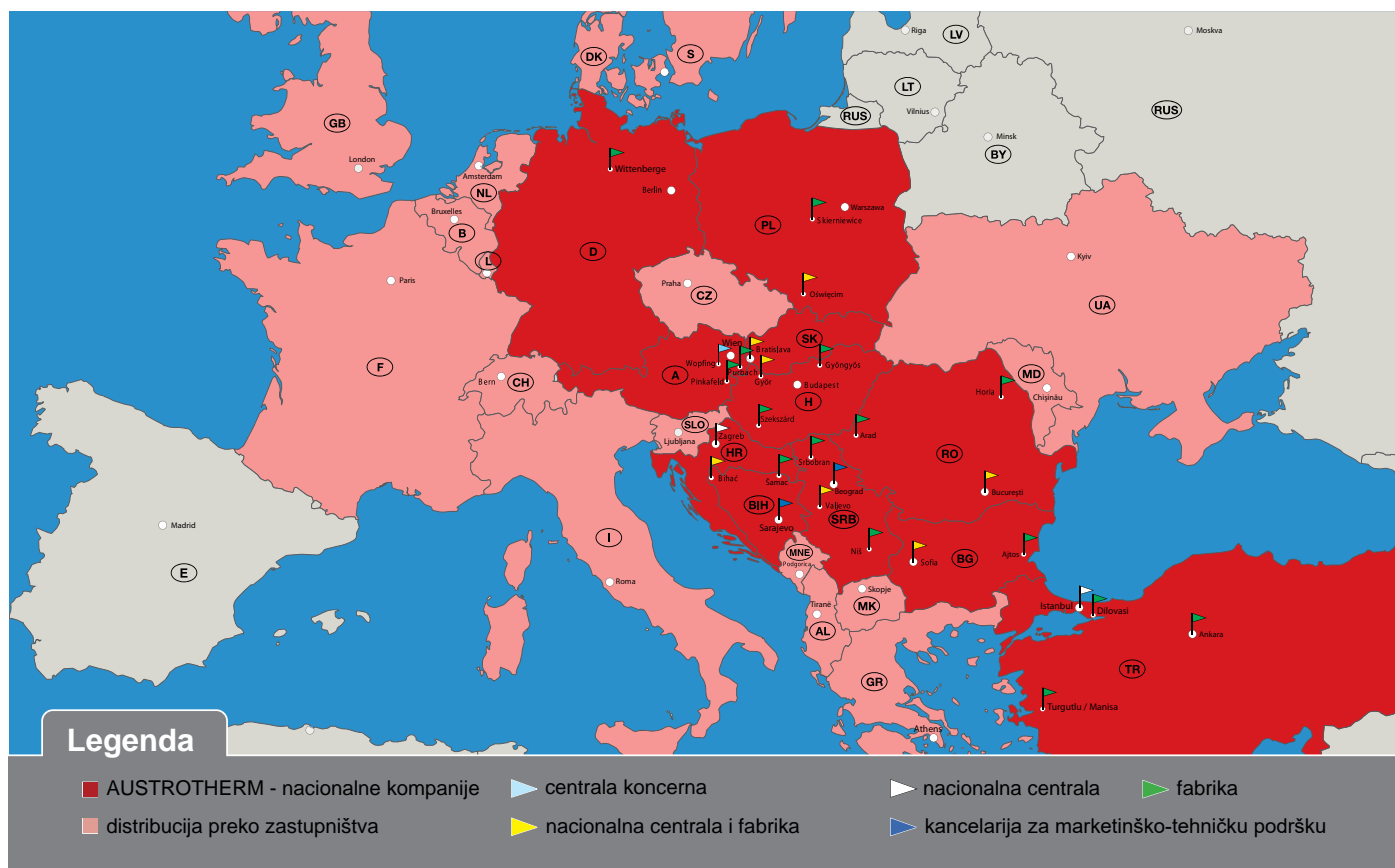 Riga
LV
Moskva
DK
S
LT
Vilnius
RUS
RUS
GB
Minsk
BY
London
Amsterdam
NL
Wittenberge
Berlin
Warszawa
Skierniewice
PL
Bruxelles
B
L
D
Kyiv
Paris
Praha
CZ
Oświęcim
UA
SK
Wien
Bratislava
Wopfing
Purbach
Gyöngyös
F
Bern
CH
A
Pinkafeld
Győr
Budapest
H
MD
Chişinău
Horia
Szekszárd
SLO
Ljubljana
Zagreb
HR
Arad
RO
Srbobran
Bihać
Šamac
Beograd
Bucureşti
BIH
Valjevo
SRB
Sarajevo
Madrid
E
I
MNE
Podgorica
Niš
Sofia
BG
Ajtos
Roma
Skopje
MK
Tiranë
AL
Istanbul
Dilovasi
Ankara
TR
GR
Turgutlu / Manisa
Athens
Legenda
AUSTROTHERM - nacionalne kompanije
centrala koncerna
nacionalna centrala
fabrika
distribucija preko zastupništva
nacionalna centrala i fabrika
kancelarija za marketinško-tehničku podršku